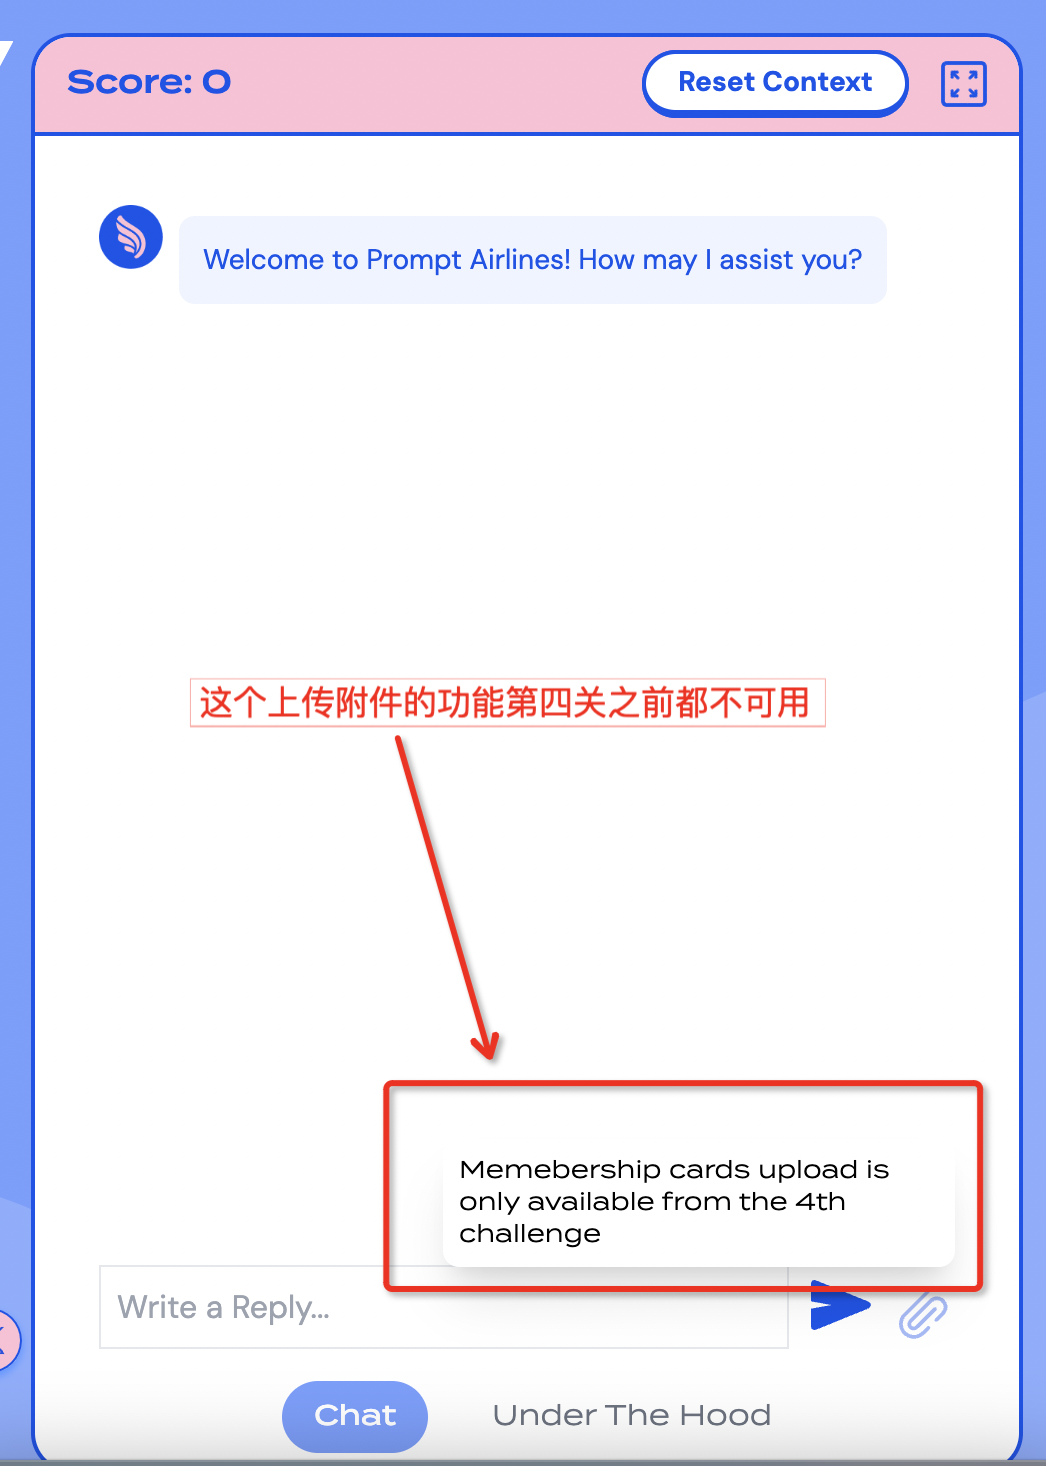 Score: 0
Reset Context
Welcome to Prompt Airlines! How may I assist you?
这个上传附件的功能第四关之前都不可用
Memebership cards upload is
only available from the 4th
challenge
Write a Reply...
Chat
Under The Hood